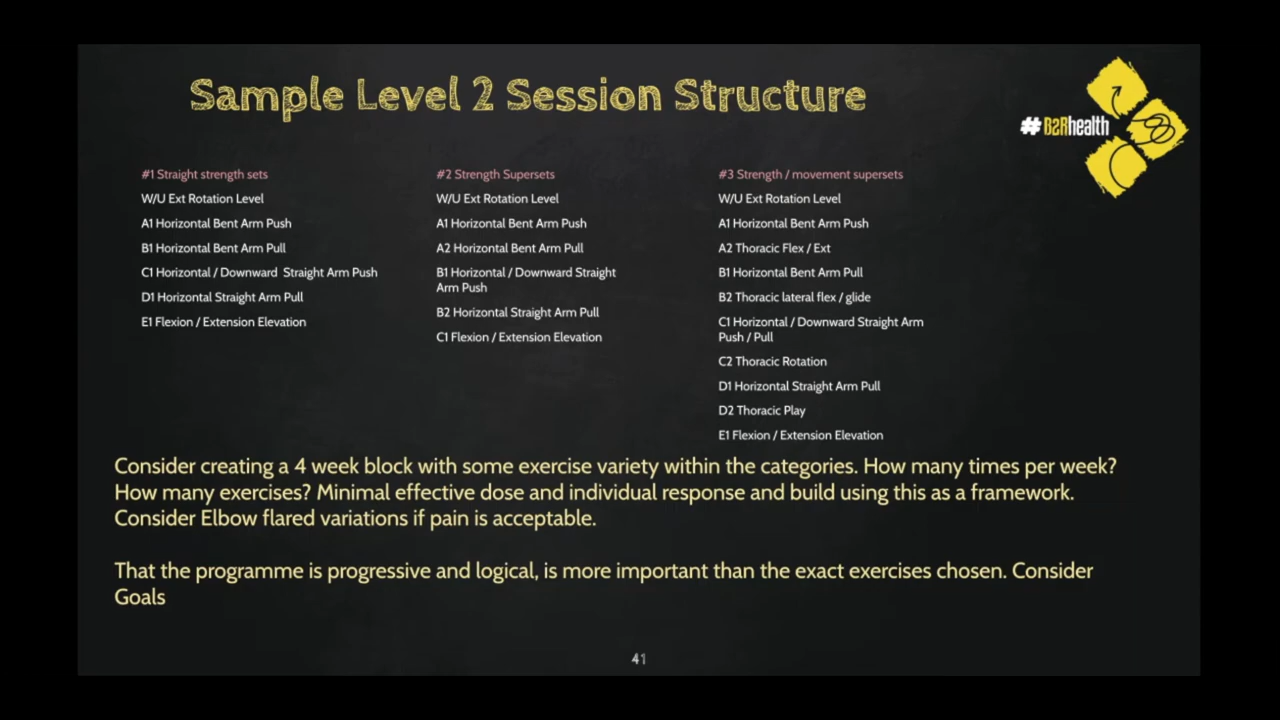 Sample Level 2 Session Structure
#B2Rhealth
#1 Straight strength sets
W/U Ext Rotation Level
A1 Horizontal Bent Arm Push
B1 Horizontal Bent Arm Pull
C1 Horizontal / Downward  Straight Arm Push
D1 Horizontal Straight Arm Pull
E1 Flexion / Extension Elevation
#2 Strength Supersets
W/U Ext Rotation Level
A1 Horizontal Bent Arm Push
A2 Horizontal Bent Arm Pull
B1 Horizontal / Downward Straight
Arm Push
B2 Horizontal Straight Arm Pull
C1 Flexion / Extension Elevation
#3 Strength / movement supersets
W/U Ext Rotation Level
A1 Horizontal Bent Arm Push
A2 Thoracic Flex / Ext
B1 Horizontal Bent Arm Pull
B2 Thoracic lateral flex / glide
C1 Horizontal / Downward Straight Arm
Push / Pull
C2 Thoracic Rotation
D1 Horizontal Straight Arm Pull
D2 Thoracic Play
E1 Flexion / Extension Elevation
Consider creating a 4 week block with some exercise variety within the categories. How many times per week?
How many exercises? Minimal effective dose and individual response and build using this as a framework.
Consider Elbow flared variations if pain is acceptable.
That the programme is progressive and logical, is more important than the exact exercises chosen. Consider
Goals
41